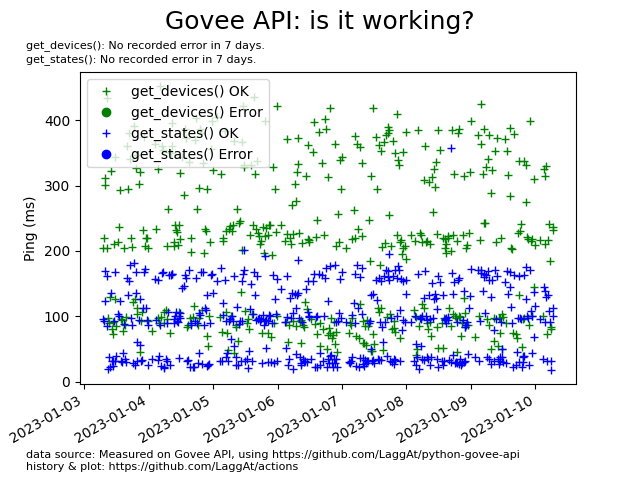 Govee API: is it working?
get_devices(): No recorded error in 7 days.
get_states(): No recorded error in 7 days.
get_devices() OK
get_devices() Error
get_states() OK
get_states() Error
Ping (ms)
400
300
200
100
0
2023-01-03
2023-01-04
2023-01-05
2023-01-06
2023-01-07
2023-01-08
2023-01-09
2023-01-10
data source: Measured on Govee API, using https://github.com/LaggAt/python-govee-api
history & plot: https://github.com/LaggAt/actions